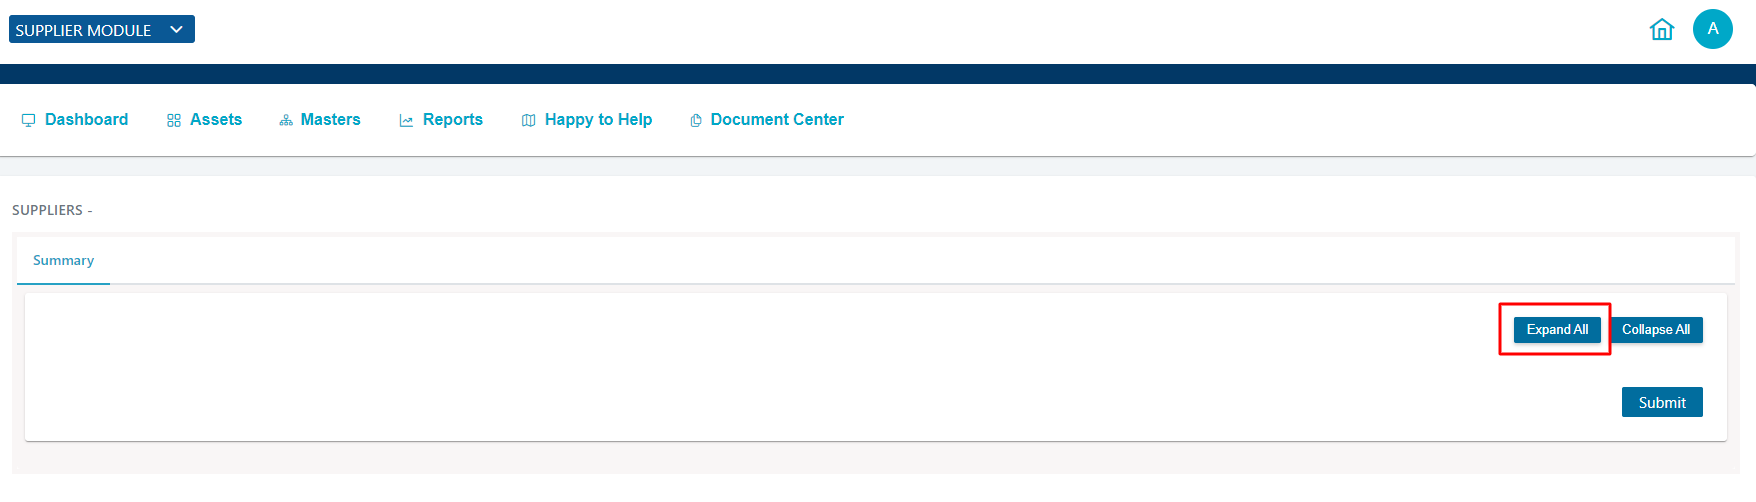 SUPPLIER MODULE
A
Dashboard Assets Masters Reports Happy to Help Document Center
SUPPLIERS -
Summary
Expand All Collapse All
Submit